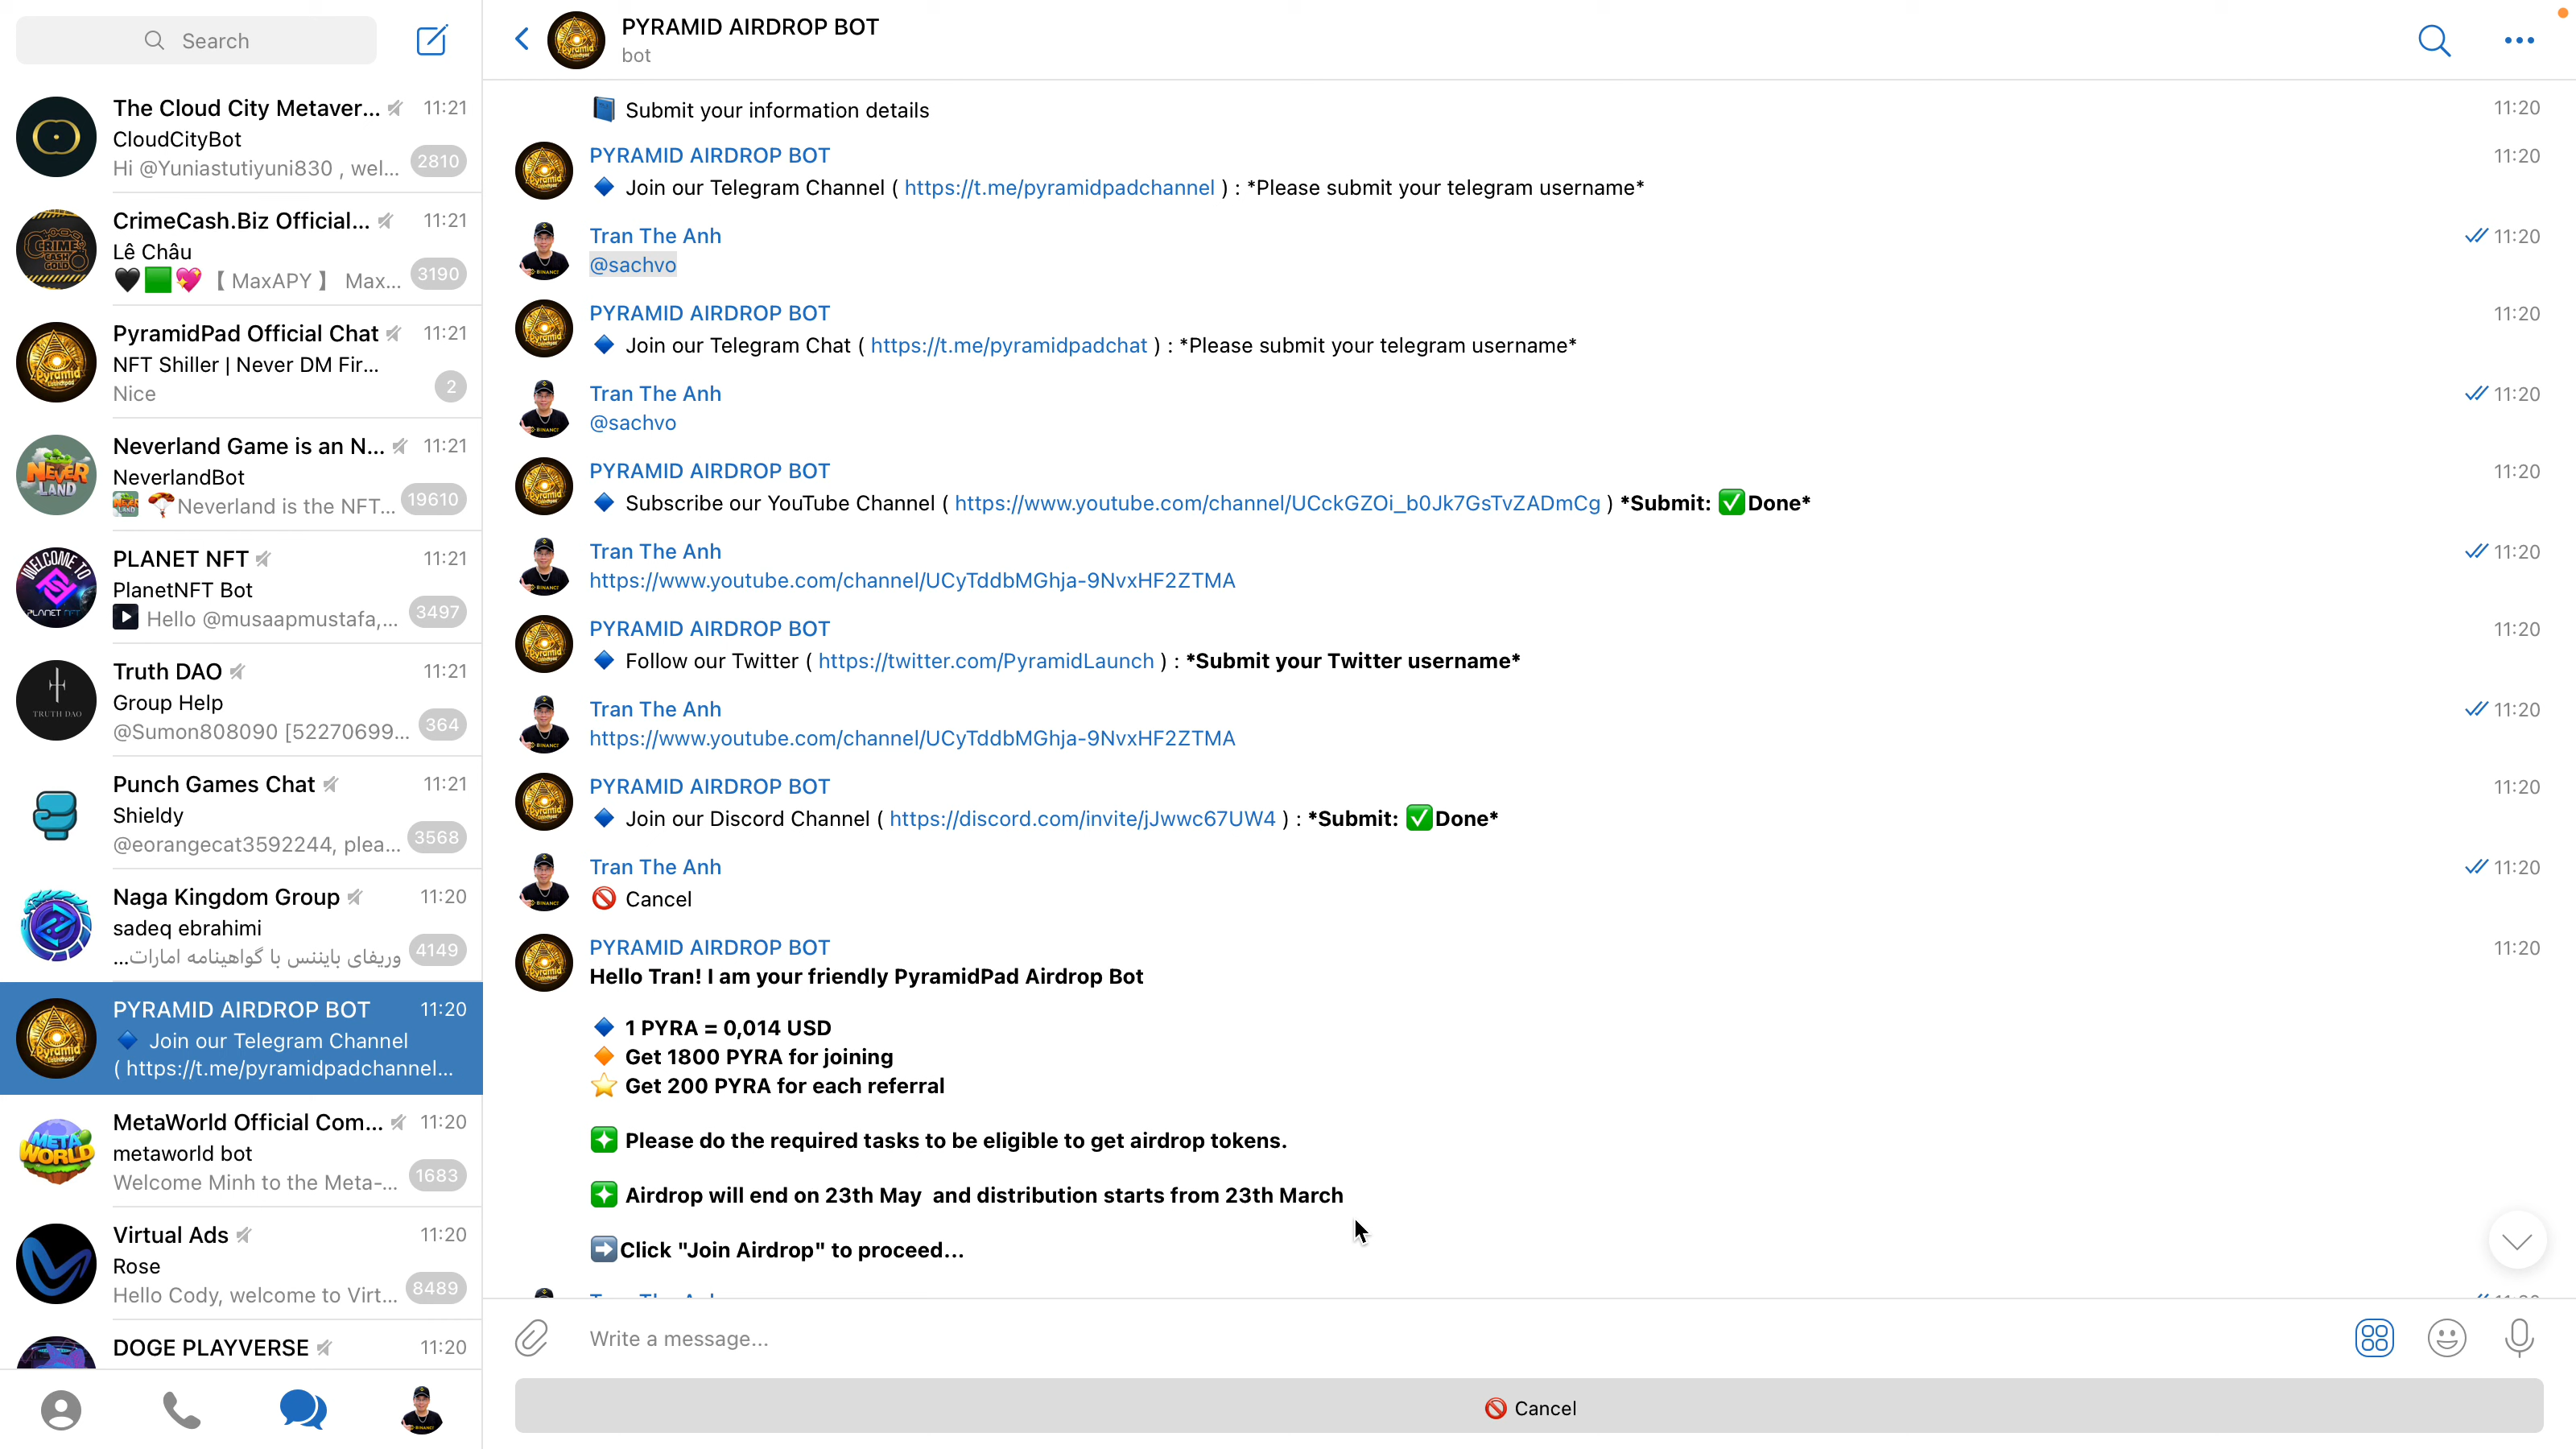 Search
The Cloud City Metaver... 11:21
CloudCityBot
Hi @Yuniastutiyuni830 , wel... 2810
CrimeCash.Biz Official... 11:21
Lê Châu
🖤🟩💖【 MaxAPY 】 Max... 3190
PyramidPad Official Chat 11:21
NFT Shiller | Never DM Fir...
Nice 2
Neverland Game is an N... 11:21
NeverlandBot
Neverland is the NFT... 19610
PLANET NFT 11:21
PlanetNFT Bot
Hello @musaapmustafa,... 3497
Truth DAO 11:21
Group Help
@Sumon808090 [52270699... 364
Punch Games Chat 11:21
Shieldy
@eorangecat3592244, plea... 3568
Naga Kingdom Group 11:20
sadeq ebrahimi
وریفای بایننس با گواهینامه امارات... 4149
PYRAMID AIRDROP BOT 11:20
🔷 Join our Telegram Channel
( https://t.me/pyramidpadchannel...
MetaWorld Official Com... 11:20
metaworld bot
Welcome Minh to the Meta-... 1683
Virtual Ads 11:20
Rose
Hello Cody, welcome to Virt... 8489
DOGE PLAYVERSE 11:20
PYRAMID AIRDROP BOT
bot
📘 Submit your information details 11:20
PYRAMID AIRDROP BOT 11:20
🔷 Join our Telegram Channel ( https://t.me/pyramidpadchannel ) : *Please submit your telegram username*
Tran The Anh 11:20
@sachvo
PYRAMID AIRDROP BOT 11:20
🔷 Join our Telegram Chat ( https://t.me/pyramidpadchat ) : *Please submit your telegram username*
Tran The Anh 11:20
@sachvo
PYRAMID AIRDROP BOT 11:20
🔷 Subscribe our YouTube Channel ( https://www.youtube.com/channel/UCckGZOi_b0Jk7GsTvZADmCg ) *Submit: ✅Done*
Tran The Anh 11:20
https://www.youtube.com/channel/UCyTddbMGhja-9NvxHF2ZTMA
PYRAMID AIRDROP BOT 11:20
🔷 Follow our Twitter ( https://twitter.com/PyramidLaunch ) : *Submit your Twitter username*
Tran The Anh 11:20
https://www.youtube.com/channel/UCyTddbMGhja-9NvxHF2ZTMA
PYRAMID AIRDROP BOT 11:20
🔷 Join our Discord Channel ( https://discord.com/invite/jJwwc67UW4 ) : *Submit: ✅Done*
Tran The Anh 11:20
🚫 Cancel
PYRAMID AIRDROP BOT 11:20
Hello Tran! I am your friendly PyramidPad Airdrop Bot
🔷 1 PYRA = 0,014 USD
🔶 Get 1800 PYRA for joining
⭐ Get 200 PYRA for each referral
❇️ Please do the required tasks to be eligible to get airdrop tokens.
❇️ Airdrop will end on 23th May and distribution starts from 23th March
➡️Click "Join Airdrop" to proceed...
Write a message...
🚫 Cancel